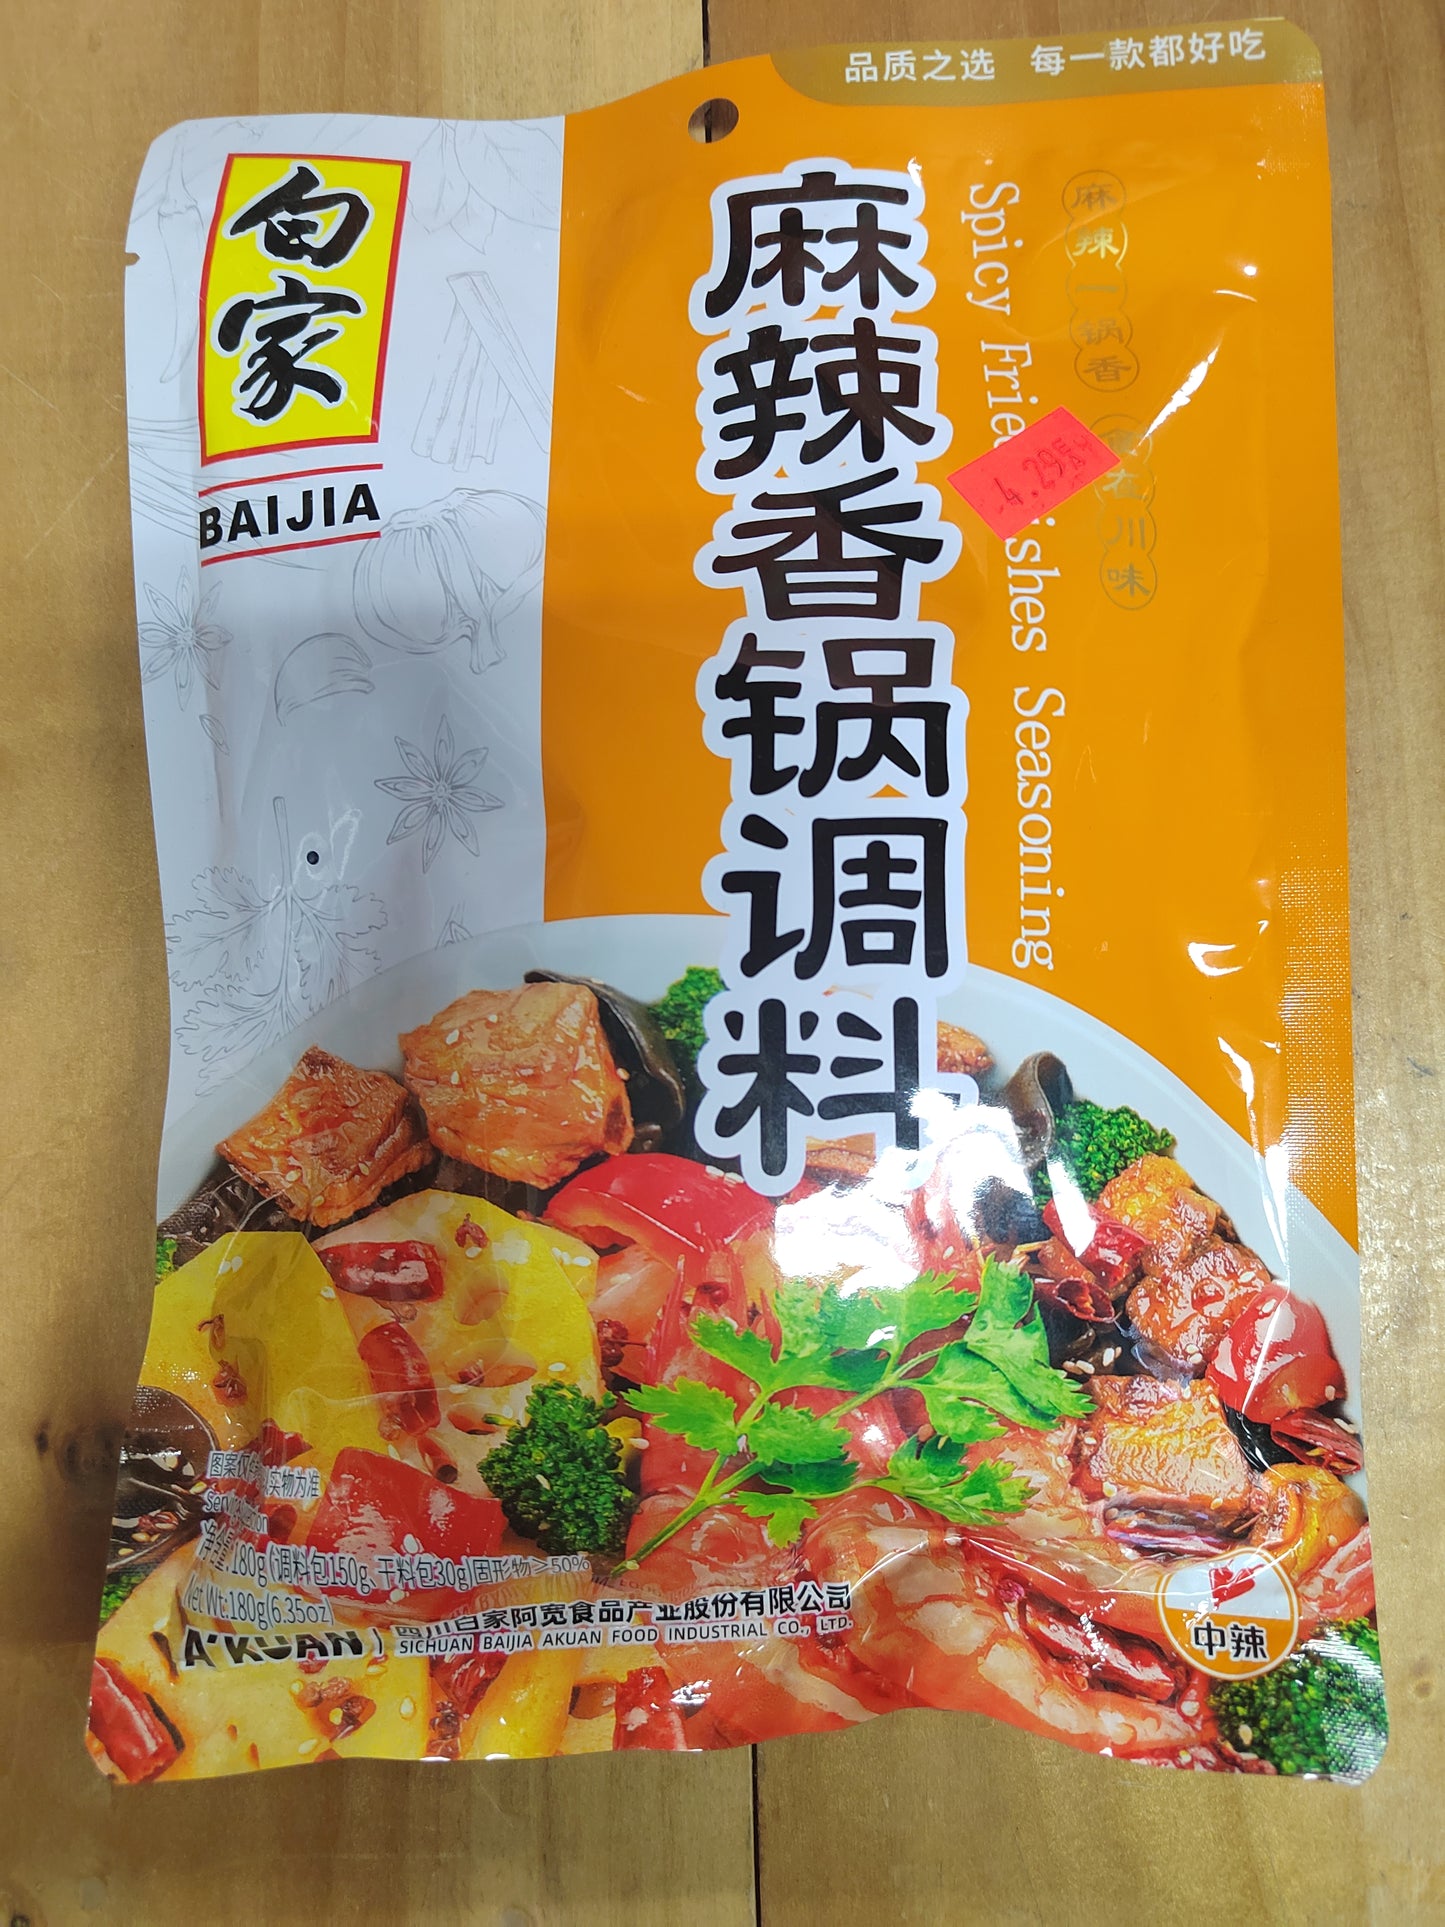 品质之选 每一款都好吃
白家
BAIJIA
麻辣香锅调料
Spicy Fried ishes Seasoning
麻辣一锅香
在川味
4.29
图案仅 实物为准
净 180g(调料包150g、干料包30g)固形物≥50%
Net Wt:180g(6.35oz)
A·KUAN
四川白家阿宽食品产业股份有限公司
SICHUAN BAIJIA AKUAN FOOD INDUSTRIAL CO., LTD.
中辣